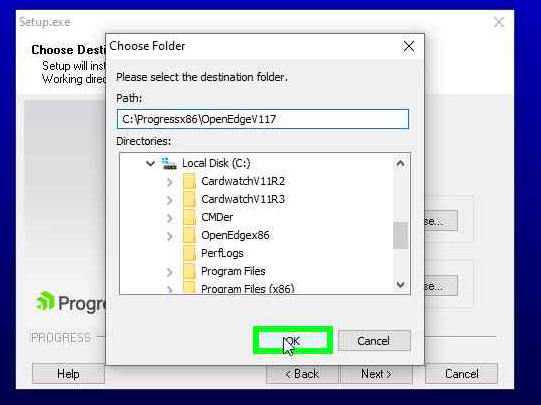 Setup.exe
Choose Desti
Setup will inst
Working direc
Choose Folder
Please select the destination folder.
Path:
C:\Progressx86\OpenEdgeV117
Directories:
Local Disk (C:)
CardwatchV11R2
CardwatchV11R3
CMDer
OpenEdgex86
PerfLogs
Program Files
Program Files (x86)
se...
se...
Progre
PROGRESS
OK
Cancel
Help
< Back
Next >
Cancel